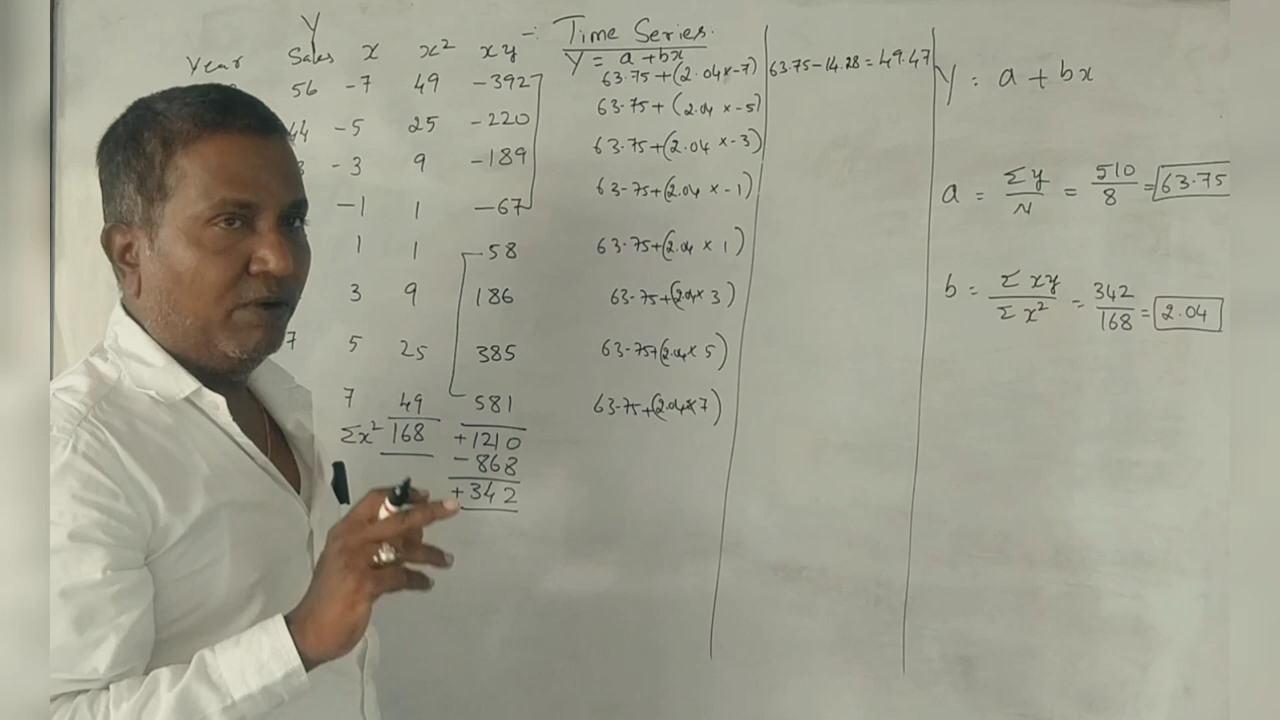 Y -: Time Series.
Year Sales x x² xy Y = a + bx
56 -7 49 -392 63.75+(2.04×-7) 63.75-14.28=49.47 Y = a + bx
44 -5 25 -220 63.75+(2.04×-5)
3 -3 9 -189 63.75+(2.04×-3)
-1 1 -67 63.75+(2.04×-1) a = Σy/N = 510/8 = 63.75
1 1 58 63.75+(2.04×1)
3 9 186 63.75+(2.04×3) b = Σxy/Σx² = 342/168 = 2.04
7 5 25 385 63.75+(2.04×5)
7 49 581 63.75+(2.04×7)
Σx² 168 +1210
-868
+342